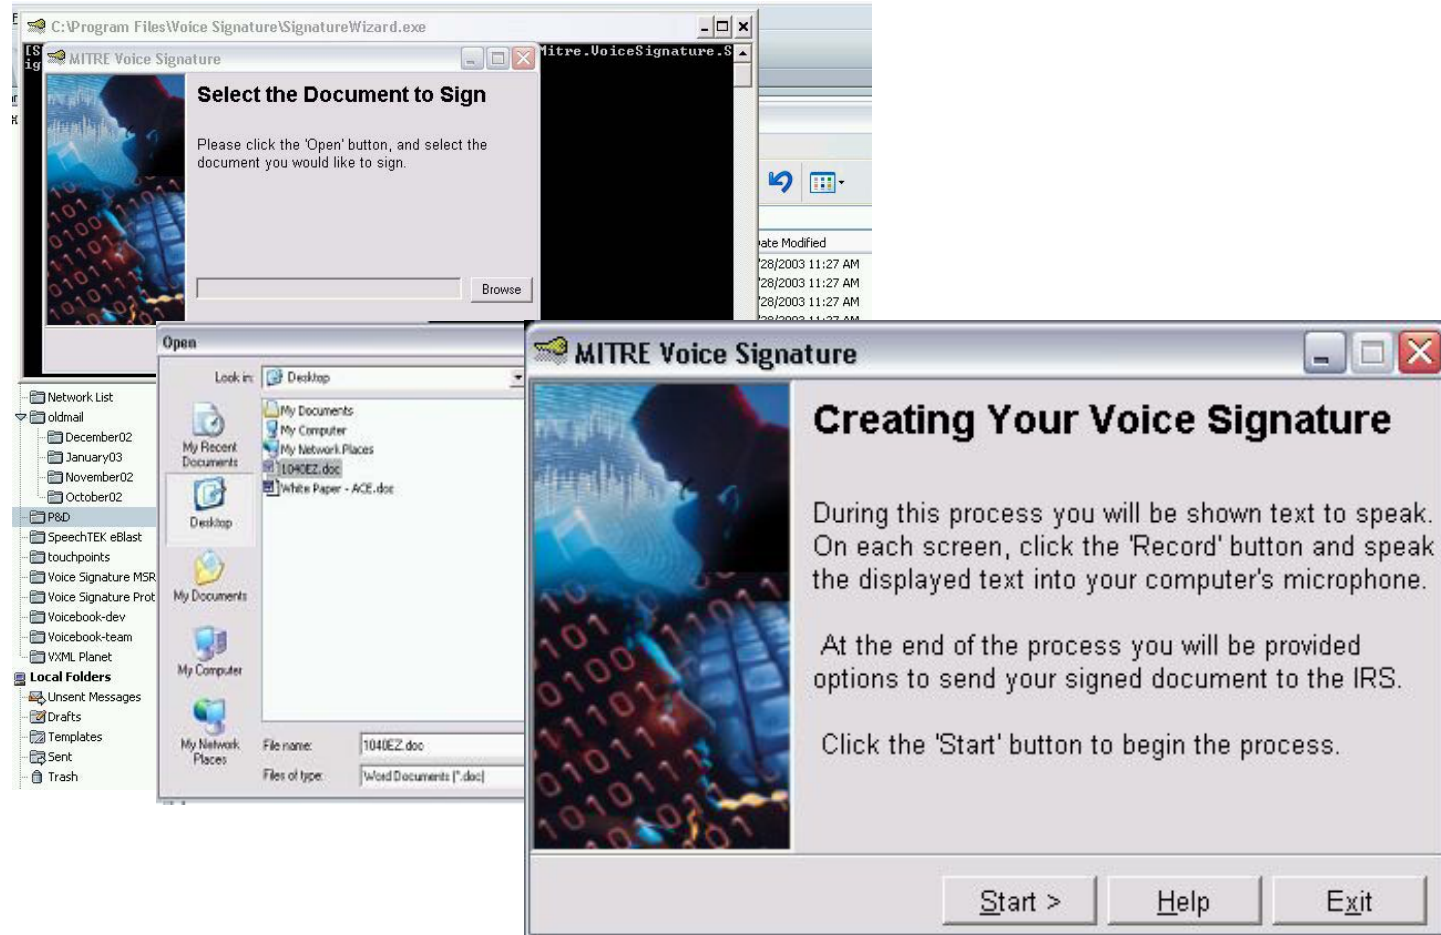 C:\Program Files\Voice Signature\SignatureWizard.exe
Mitre.VoiceSignature.S
MITRE Voice Signature
Select the Document to Sign
Please click the 'Open' button, and select the
document you would like to sign.
Browse
Date Modified
/28/2003 11:27 AM
/28/2003 11:27 AM
/28/2003 11:27 AM
/28/2003 11:27 AM
Network List
oldmail
December02
January03
November02
October02
P&D
SpeechTEK eBlast
touchpoints
Voice Signature MSR
Voice Signature Prot
Voicebook-dev
Voicebook-team
VXML Planet
Local Folders
Unsent Messages
Drafts
Templates
Sent
Trash
Open
Look in:
Desktop
My Recent
Documents
Desktop
My Documents
My Computer
My Network
Places
My Documents
My Computer
My Network Places
1040EZ.doc
White Paper - ACE.doc
File name:
1040EZ.doc
Files of type:
Word Documents (*.doc)
MITRE Voice Signature
Creating Your Voice Signature
During this process you will be shown text to speak.
On each screen, click the 'Record' button and speak
the displayed text into your computer's microphone.
At the end of the process you will be provided
options to send your signed document to the IRS.
Click the 'Start' button to begin the process.
Start >
Help
Exit